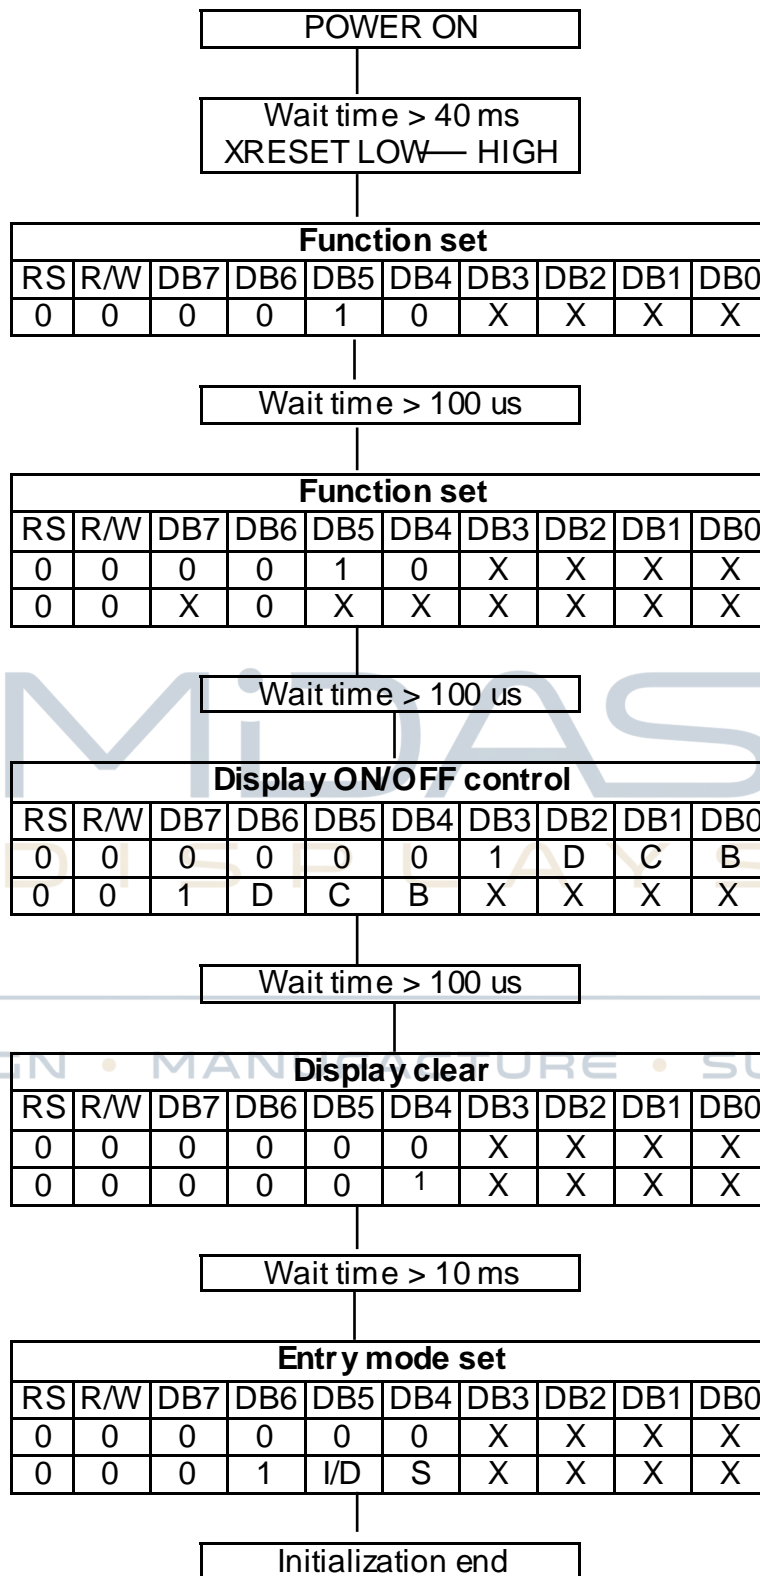 POWER ON
Wait time > 40 ms
XRESET LOW — HIGH
Function set
RS R/W DB7 DB6 DB5 DB4 DB3 DB2 DB1 DB0
0 0 0 0 1 0 X X X X
Wait time > 100 us
Function set
RS R/W DB7 DB6 DB5 DB4 DB3 DB2 DB1 DB0
0 0 0 0 1 0 X X X X
0 0 X 0 X X X X X X
MiDAS
Wait time > 100 us
Display ON/OFF control
RS R/W DB7 DB6 DB5 DB4 DB3 DB2 DB1 DB0
0 0 0 0 0 0 1 D C B
DISPLAYS
0 0 1 D C B X X X X
Wait time > 100 us
GN • MANUFACTURE • SU
Display clear
RS R/W DB7 DB6 DB5 DB4 DB3 DB2 DB1 DB0
0 0 0 0 0 0 X X X X
0 0 0 0 0 1 X X X X
Wait time > 10 ms
Entry mode set
RS R/W DB7 DB6 DB5 DB4 DB3 DB2 DB1 DB0
0 0 0 0 0 0 X X X X
0 0 0 1 I/D S X X X X
Initialization end